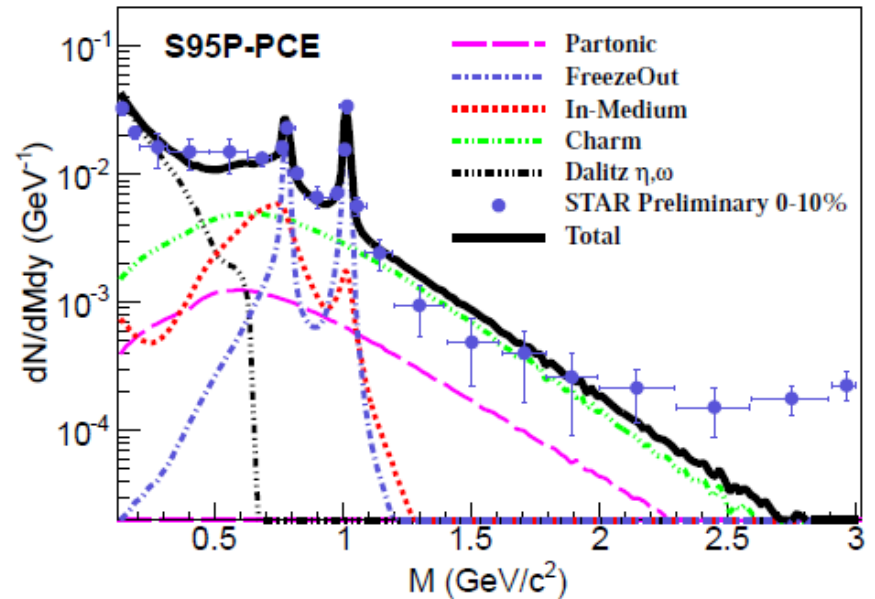 S95P-PCE
Partonic
FreezeOut
In-Medium
Charm
Dalitz η,ω
STAR Preliminary 0-10%
Total
dN/dMdy (GeV⁻¹)
10⁻¹
10⁻²
10⁻³
10⁻⁴
0.5 1 1.5 2 2.5 3
M (GeV/c²)